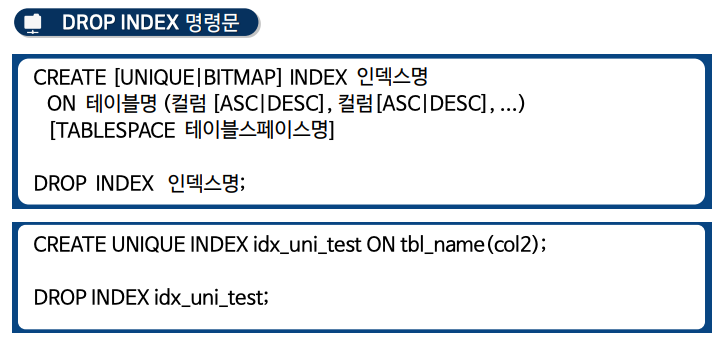 DROP INDEX 명령문
CREATE [UNIQUE|BITMAP] INDEX 인덱스명
ON 테이블명 (컬럼 [ASC|DESC], 컬럼[ASC|DESC], ...)
[TABLESPACE 테이블스페이스명]
DROP INDEX 인덱스명;
CREATE UNIQUE INDEX idx_uni_test ON tbl_name(col2);
DROP INDEX idx_uni_test;